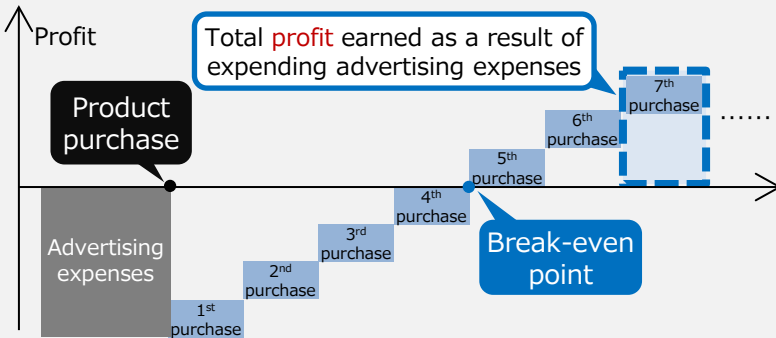 Profit
Total profit earned as a result of
expending advertising expenses
Product
purchase
7th
purchase
6th
purchase
......
5th
purchase
4th
purchase
Advertising
expenses
3rd
purchase
Break-even
point
2nd
purchase
1st
purchase